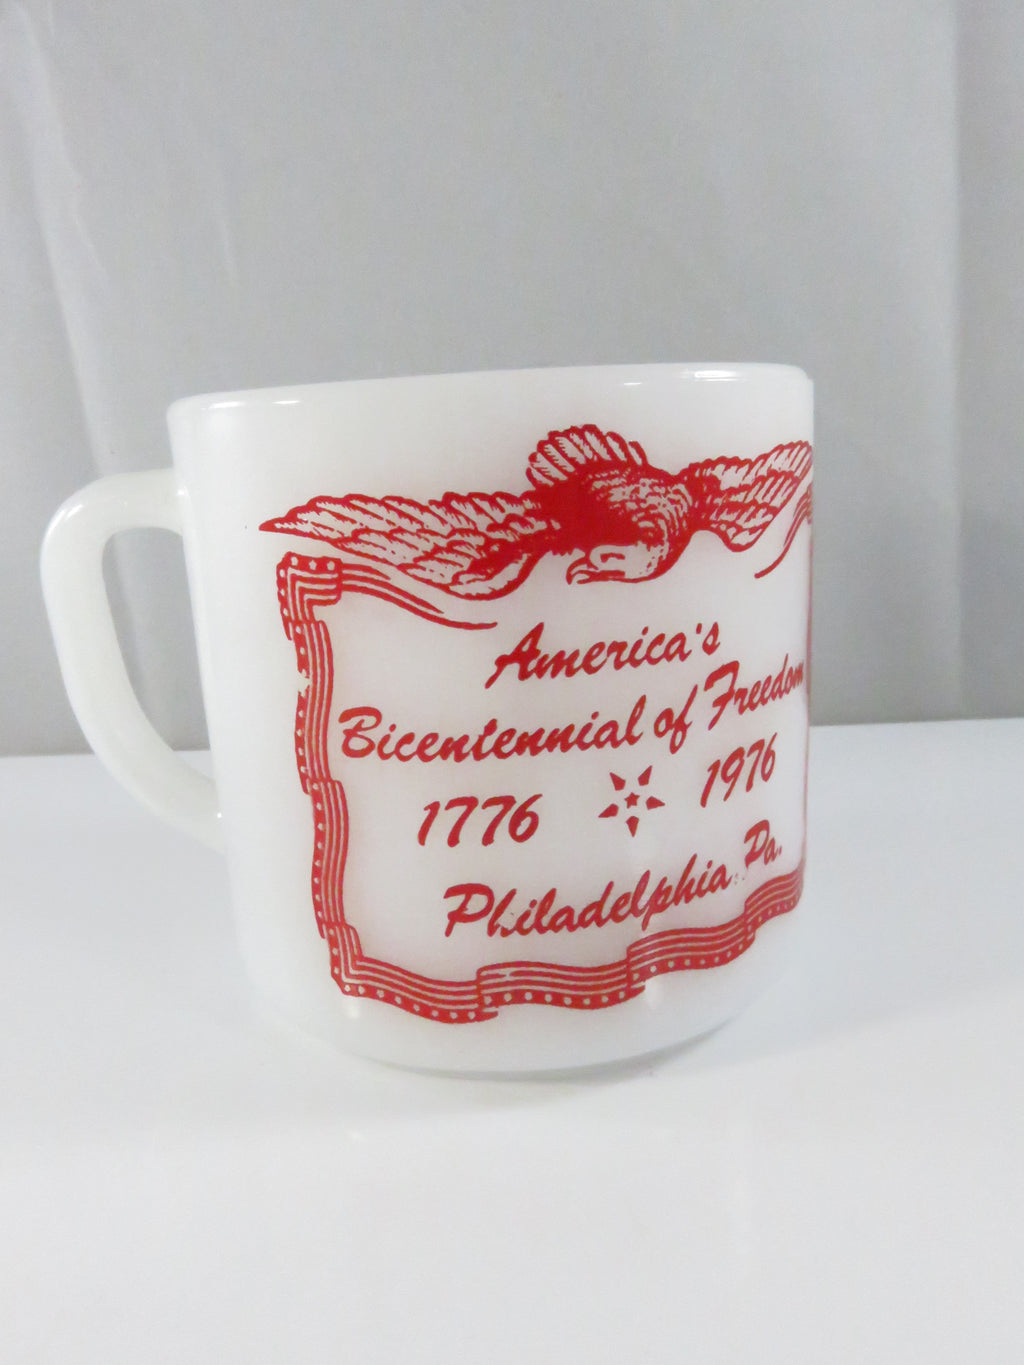 America's
Bicentennial of Freedom
1776 1976
Philadelphia, Pa.